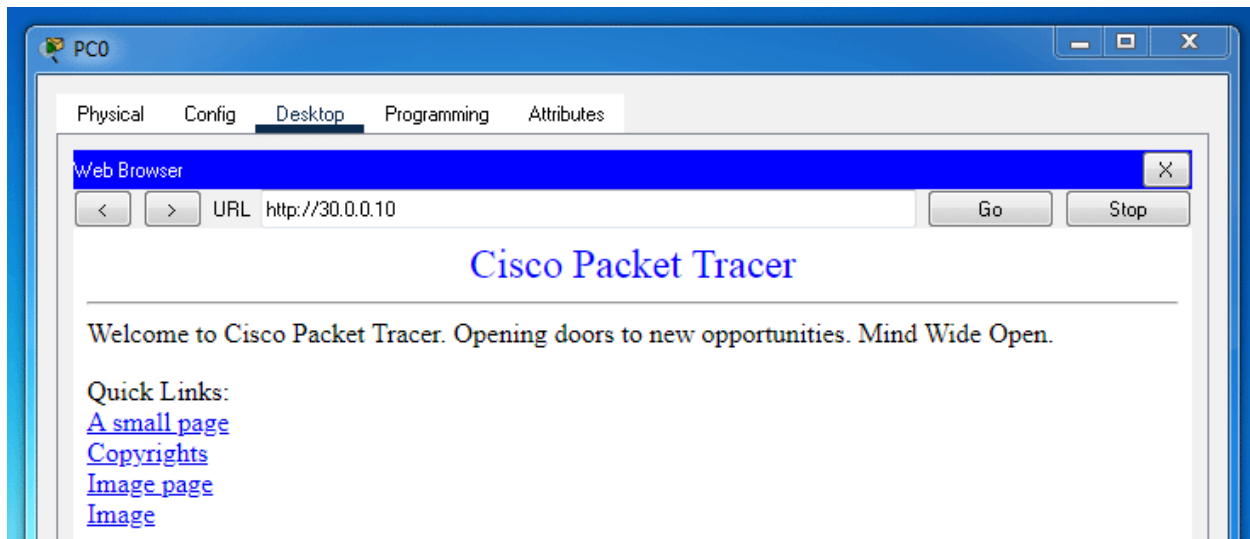 PC0
Physical Config Desktop Programming Attributes
Web Browser X
< > URL http://30.0.0.10 Go Stop
Cisco Packet Tracer
Welcome to Cisco Packet Tracer. Opening doors to new opportunities. Mind Wide Open.
Quick Links:
A small page
Copyrights
Image page
Image